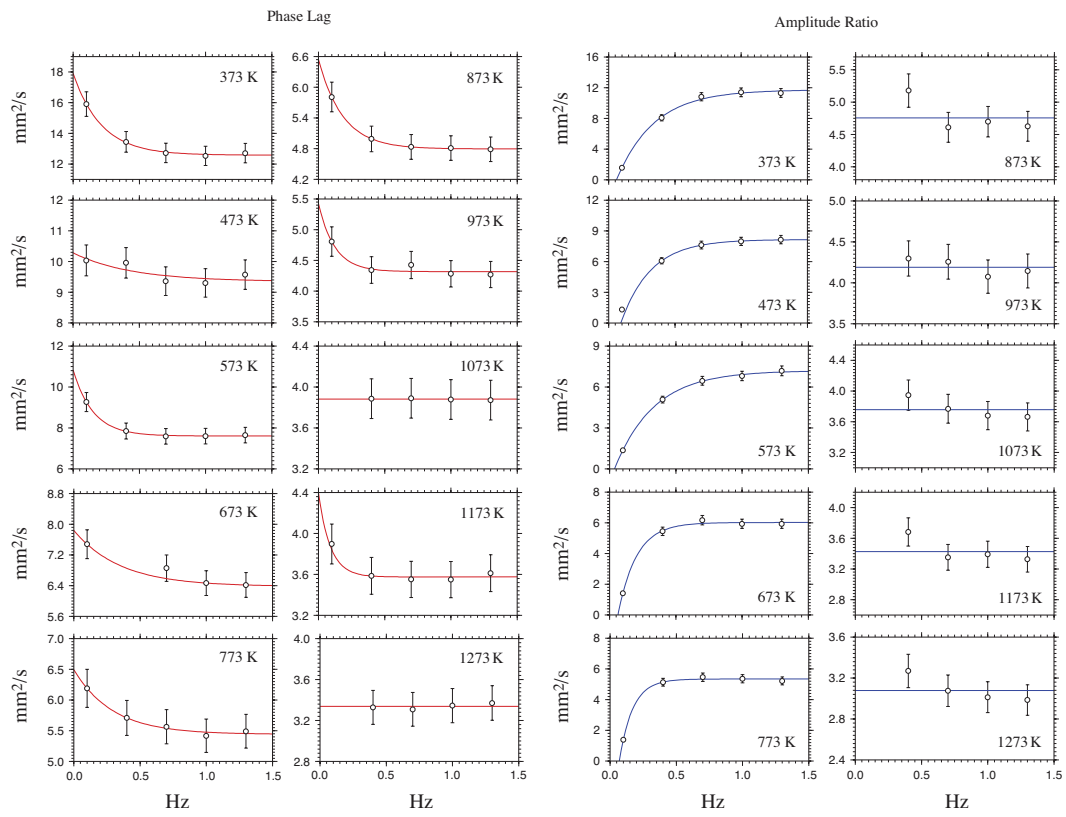 Phase Lag
Amplitude Ratio
mm²/s
18
16
14
12
373 K
6.6
6.0
5.4
4.8
4.2
873 K
mm²/s
16
12
8
4
0
373 K
5.5
5.0
4.5
4.0
873 K
mm²/s
12
11
10
9
8
473 K
5.5
5.0
4.5
4.0
3.5
973 K
mm²/s
12
9
6
3
0
473 K
5.0
4.5
4.0
3.5
973 K
mm²/s
12
10
8
6
573 K
4.4
4.0
3.6
3.2
1073 K
mm²/s
9
6
3
0
573 K
4.4
4.0
3.6
3.2
1073 K
mm²/s
8.8
8.0
7.2
6.4
5.6
673 K
4.4
4.0
3.6
3.2
1173 K
mm²/s
8
6
4
2
0
673 K
4.2
3.9
3.6
3.3
3.0
1173 K
mm²/s
7.0
6.5
6.0
5.5
5.0
773 K
4.0
3.6
3.2
2.8
1273 K
mm²/s
8
6
4
2
0
773 K
3.6
3.3
3.0
2.7
2.4
1273 K
0.0 0.5 1.0 1.5
0.0 0.5 1.0 1.5
0.0 0.5 1.0 1.5
0.0 0.5 1.0 1.5
Hz
Hz
Hz
Hz